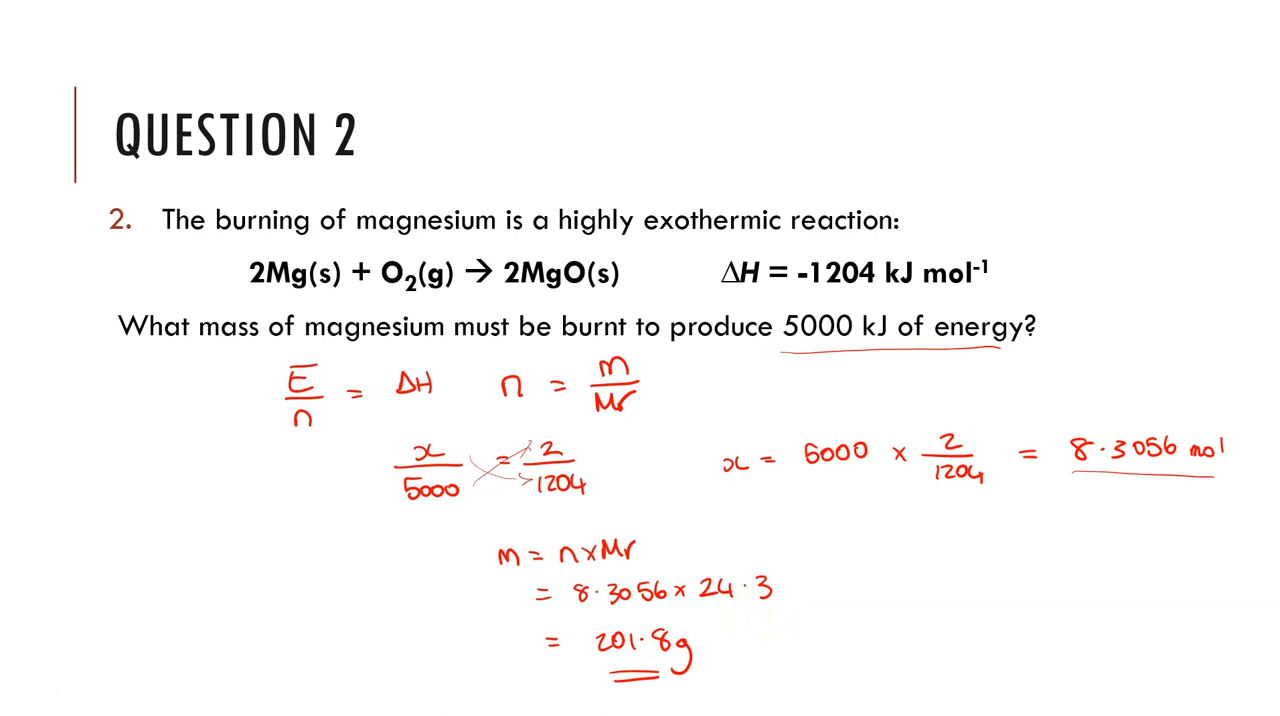 QUESTION 2
2. The burning of magnesium is a highly exothermic reaction:
2Mg(s) + O₂(g) → 2MgO(s) ∆H = -1204 kJ mol⁻¹
What mass of magnesium must be burnt to produce 5000 kJ of energy?
E/n = ΔH n = m/Mr
x/5000 = 2/1204 x = 5000 × 2/1204 = 8.3056 mol
m = n×Mr
= 8.3056 × 24.3
= 201.8g